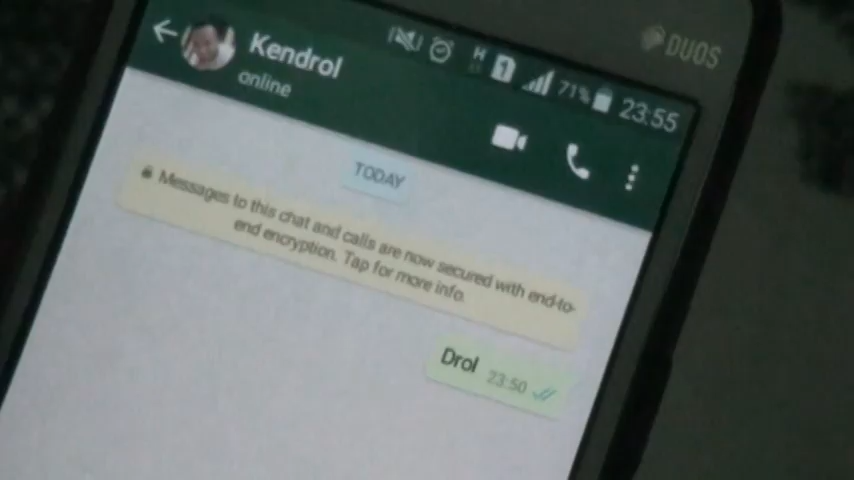 DUOS
71% 23:55
Kendrol
online
TODAY
Messages to this chat and calls are now secured with end-to-
end encryption. Tap for more info.
Drol 23:50